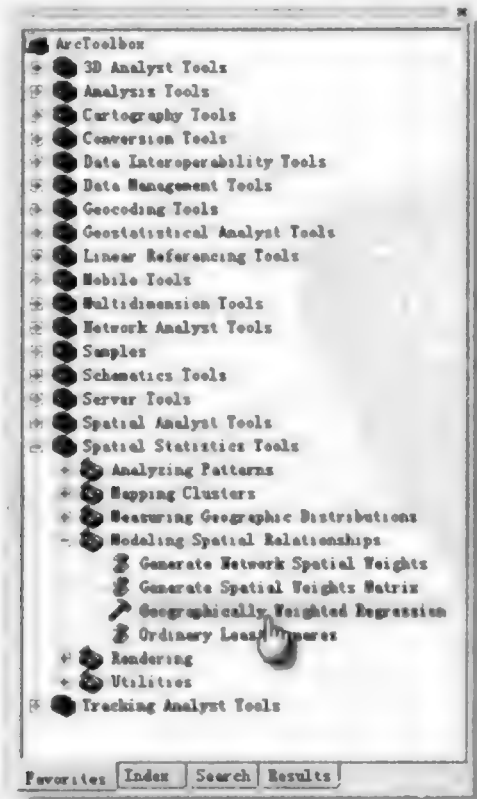 ArcToolbox
3D Analyst Tools
Analysis Tools
Cartography Tools
Conversion Tools
Data Interoperability Tools
Data Management Tools
Geocoding Tools
Geostatistical Analyst Tools
Linear Referencing Tools
Mobile Tools
Multidimension Tools
Network Analyst Tools
Samples
Schematics Tools
Server Tools
Spatial Analyst Tools
Spatial Statistics Tools
Analyzing Patterns
Mapping Clusters
Measuring Geographic Distributions
Modeling Spatial Relationships
Generate Network Spatial Weights
Generate Spatial Weights Matrix
Geographically Weighted Regression
Ordinary Least Squares
Rendering
Utilities
Tracking Analyst Tools
Favorites Index Search Results